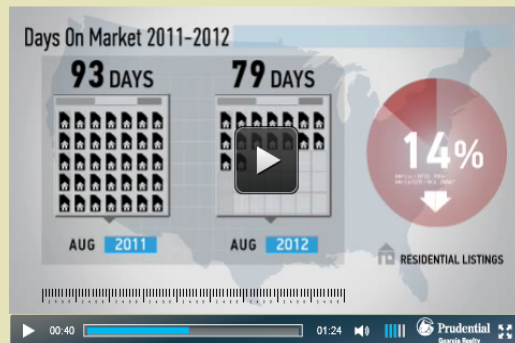 Days On Market 2011-2012
93 DAYS
79 DAYS
14%
AUG 2011
AUG 2012
RESIDENTIAL LISTINGS
00:40
01:24
Prudential
Georgia Realty